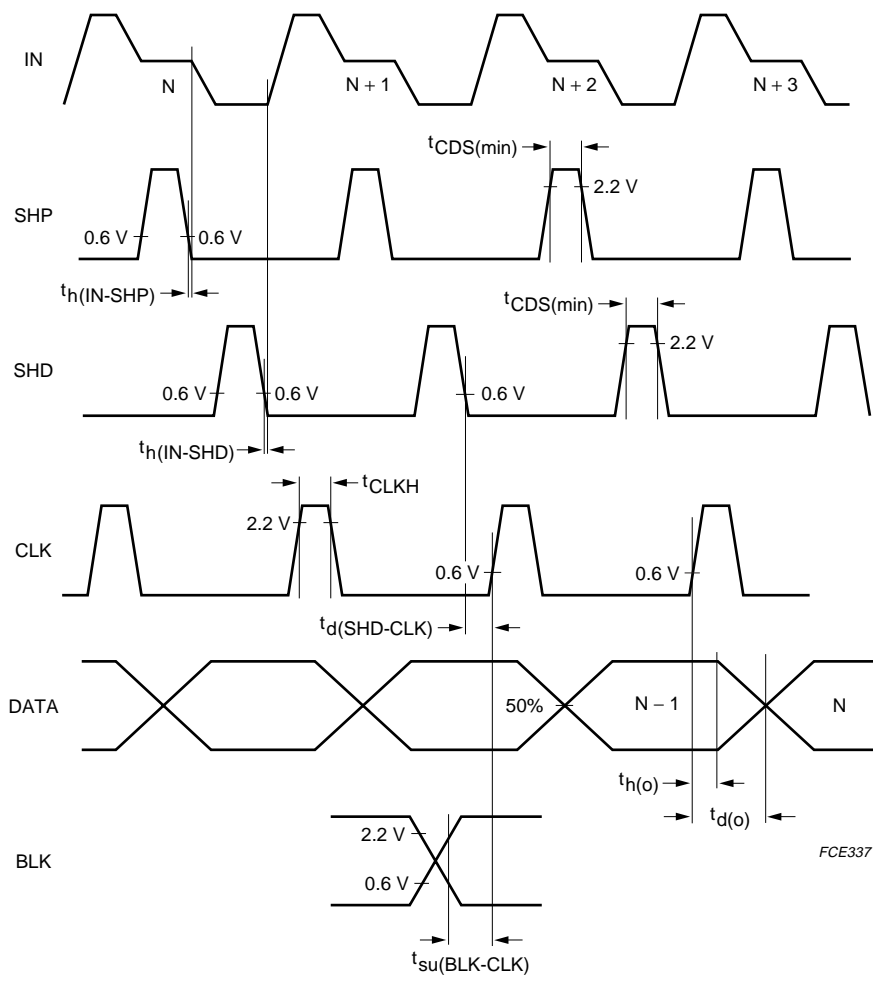 IN
N
N + 1
N + 2
N + 3
tCDS(min)
SHP
2.2 V
0.6 V
0.6 V
th(IN-SHP)
tCDS(min)
SHD
2.2 V
0.6 V
0.6 V
0.6 V
th(IN-SHD)
tCLKH
2.2 V
CLK
0.6 V
0.6 V
td(SHD-CLK)
DATA
50%
N − 1
N
th(o)
td(o)
2.2 V
BLK
0.6 V
FCE337
tsu(BLK-CLK)